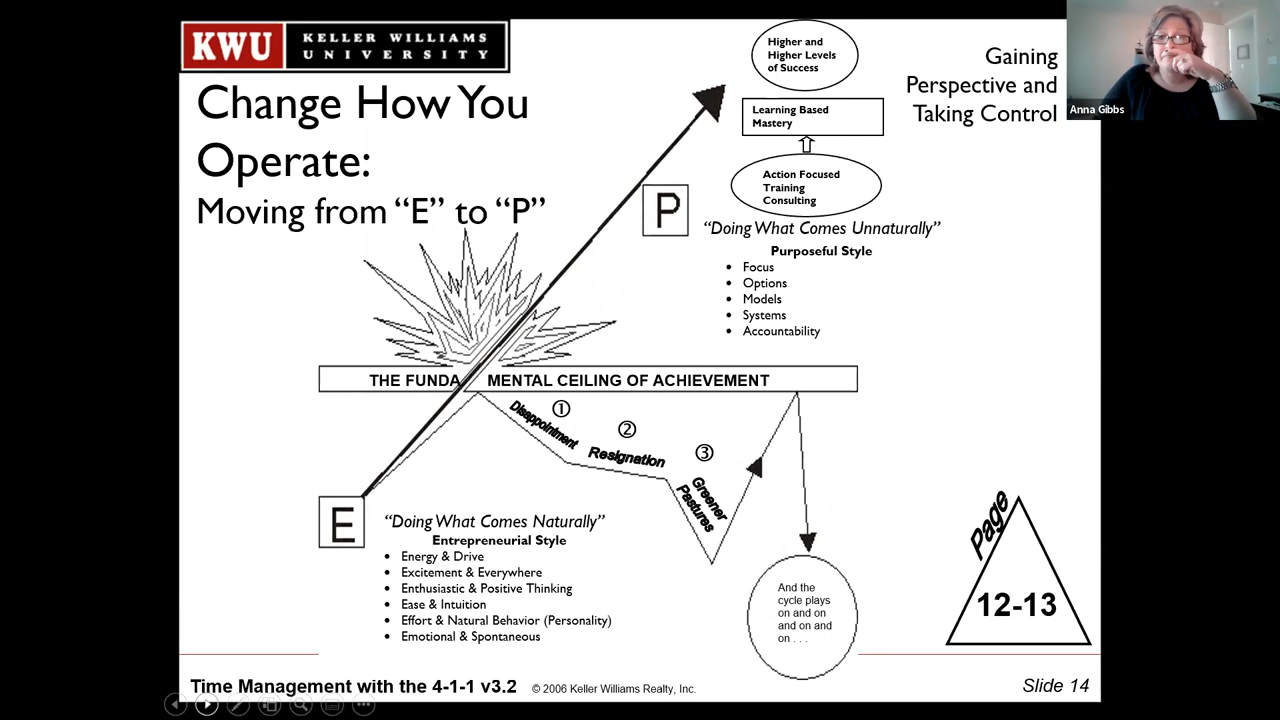 KWU KELLER WILLIAMS
UNIVERSITY
Change How You
Operate:
Moving from “E” to “P”
Gaining
Perspective and
Taking Control
Anna Gibbs
Higher and
Higher Levels
of Success
Learning Based
Mastery
Action Focused
Training
Consulting
P
“Doing What Comes Unnaturally”
Purposeful Style
• Focus
• Options
• Models
• Systems
• Accountability
THE FUNDA MENTAL CEILING OF ACHIEVEMENT
①
Disappointment
②
Resignation
③
Greener
Pastures
E
“Doing What Comes Naturally”
Entrepreneurial Style
• Energy & Drive
• Excitement & Everywhere
• Enthusiastic & Positive Thinking
• Ease & Intuition
• Effort & Natural Behavior (Personality)
• Emotional & Spontaneous
And the
cycle plays
on and on
and on and
on . . .
Page
12-13
Time Management with the 4-1-1 v3.2 © 2006 Keller Williams Realty, Inc.
Slide 14